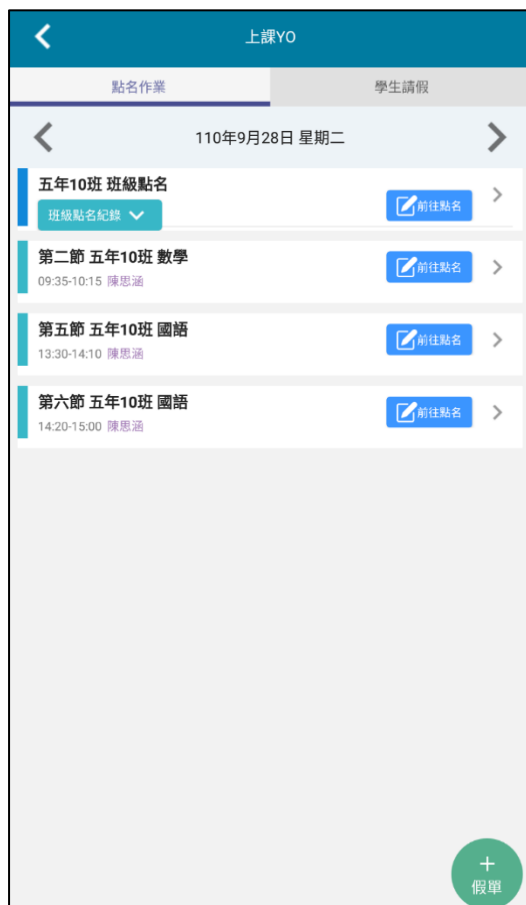 上課YO
點名作業
學生請假
110年9月28日 星期二
五年10班 班級點名
班級點名紀錄
前往點名
第二節 五年10班 數學
09:35-10:15 陳思涵
前往點名
第五節 五年10班 國語
13:30-14:10 陳思涵
前往點名
第六節 五年10班 國語
14:20-15:00 陳思涵
前往點名
+
假單